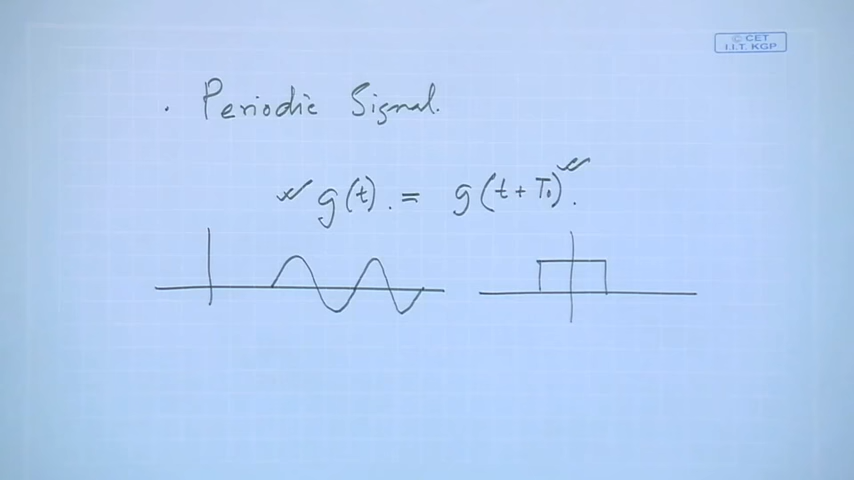 © CET
I.I.T. KGP
. Periodic Signal.
g(t). = g(t + T₀).